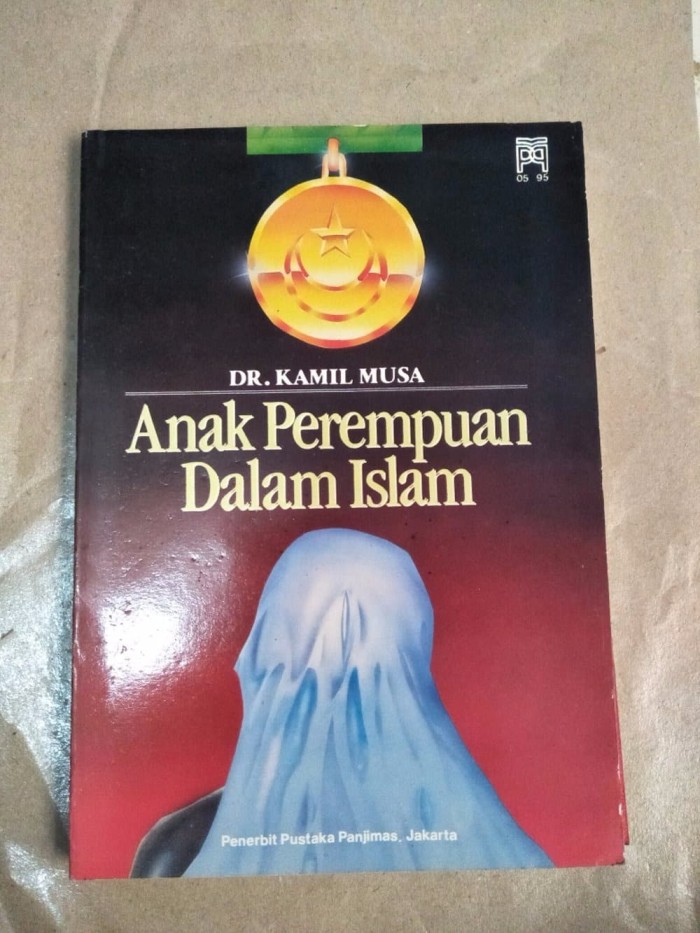 05 95
DR. KAMIL MUSA
Anak Perempuan
Dalam Islam
Penerbit Pustaka Panjimas, Jakarta